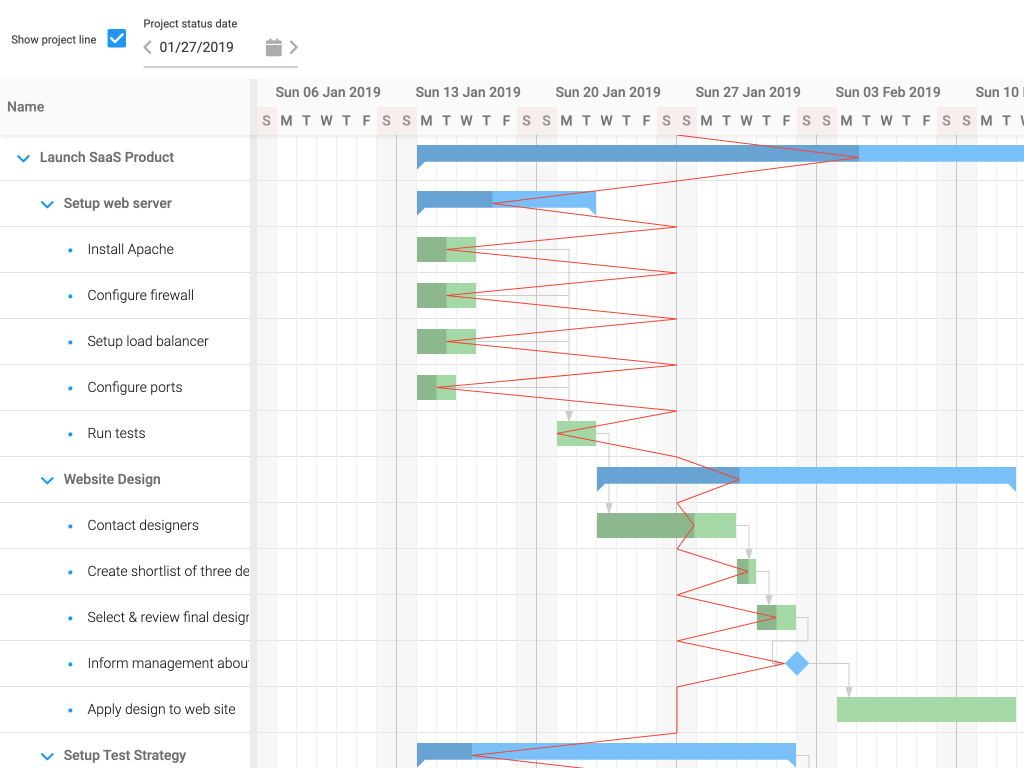 Project status date
Show project line
01/27/2019
Name
Sun 06 Jan 2019 Sun 13 Jan 2019 Sun 20 Jan 2019 Sun 27 Jan 2019 Sun 03 Feb 2019 Sun 10
S M T W T F S S M T W T F S S M T W T F S S M T W T F S S M T W T F S S M T
Launch SaaS Product
Setup web server
Install Apache
Configure firewall
Setup load balancer
Configure ports
Run tests
Website Design
Contact designers
Create shortlist of three de
Select & review final design
Inform management about
Apply design to web site
Setup Test Strategy